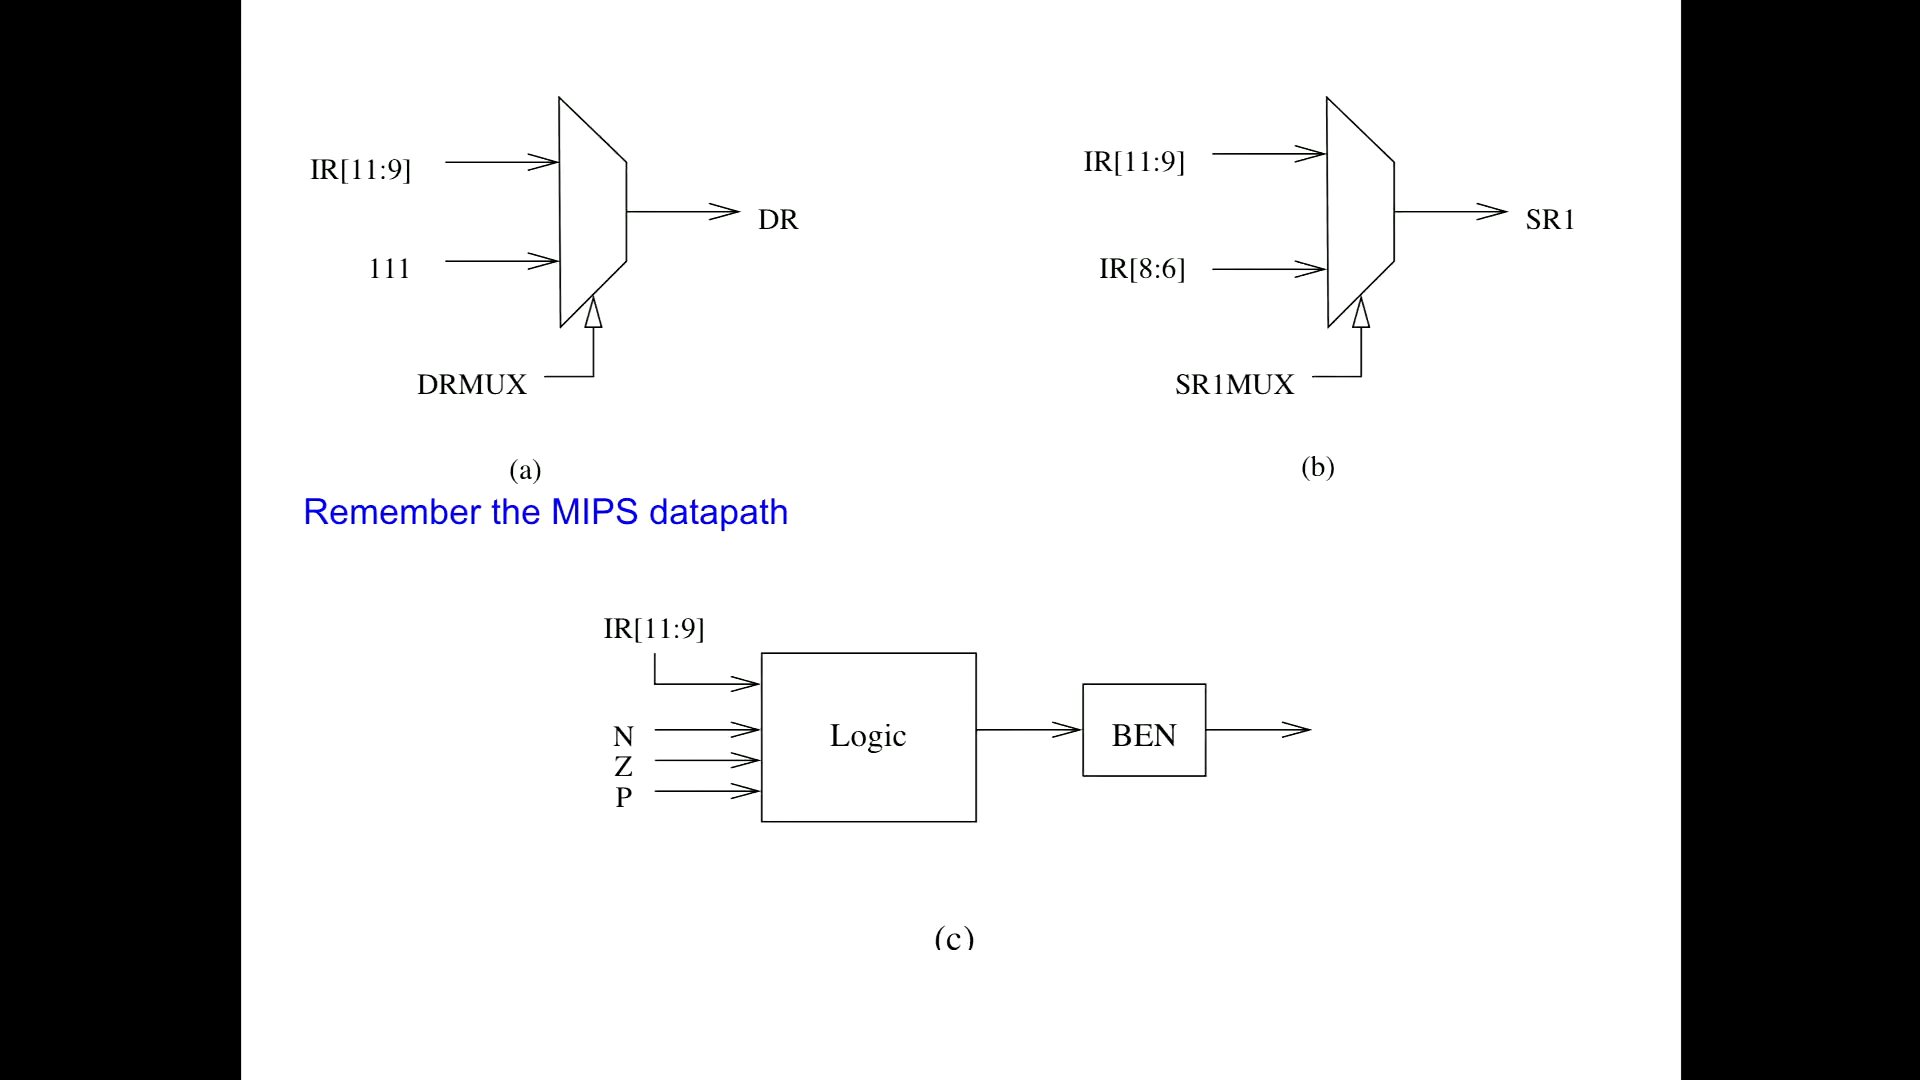 IR[11:9]
111
DR
DRMUX
(a)
IR[11:9]
IR[8:6]
SR1
SR1MUX
(b)
Remember the MIPS datapath
IR[11:9]
N
Z
P
Logic
BEN
(c)